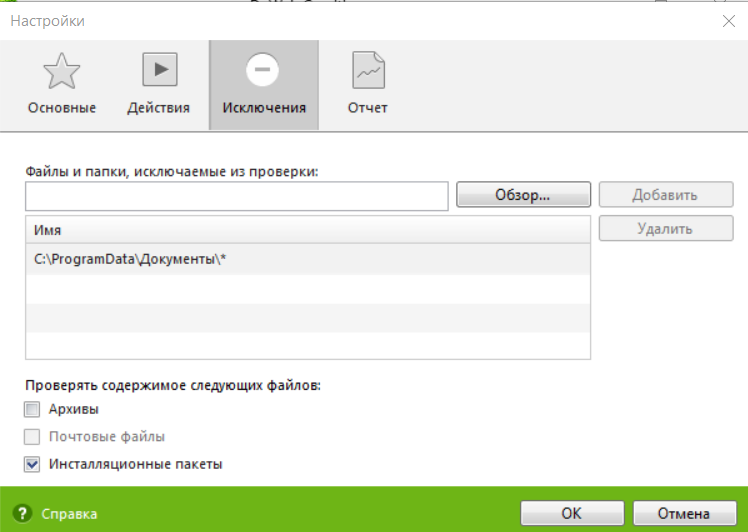 Настройки
Основные Действия Исключения Отчет
Файлы и папки, исключаемые из проверки:
Обзор... Добавить
Имя Удалить
C:\ProgramData\Документы\*
Проверять содержимое следующих файлов:
Архивы
Почтовые файлы
Инсталляционные пакеты
? Справка OK Отмена